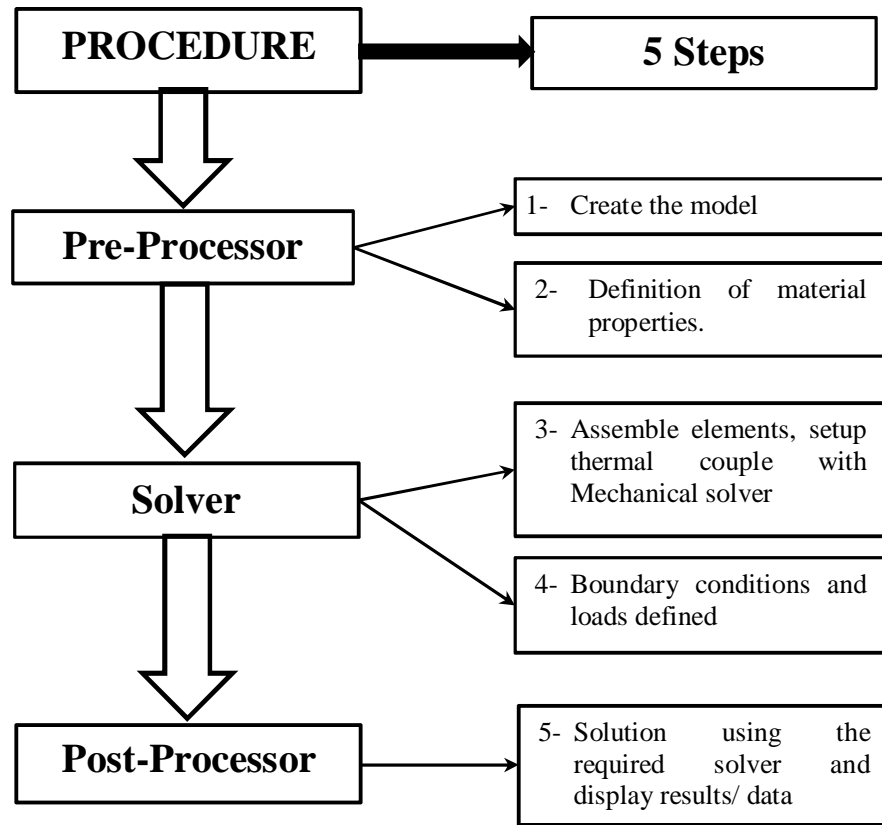 PROCEDURE
5 Steps
Pre-Processor
1- Create the model
2- Definition of material
properties.
Solver
3- Assemble elements, setup
thermal couple with
Mechanical solver
4- Boundary conditions and
loads defined
Post-Processor
5- Solution using the
required solver and
display results/ data